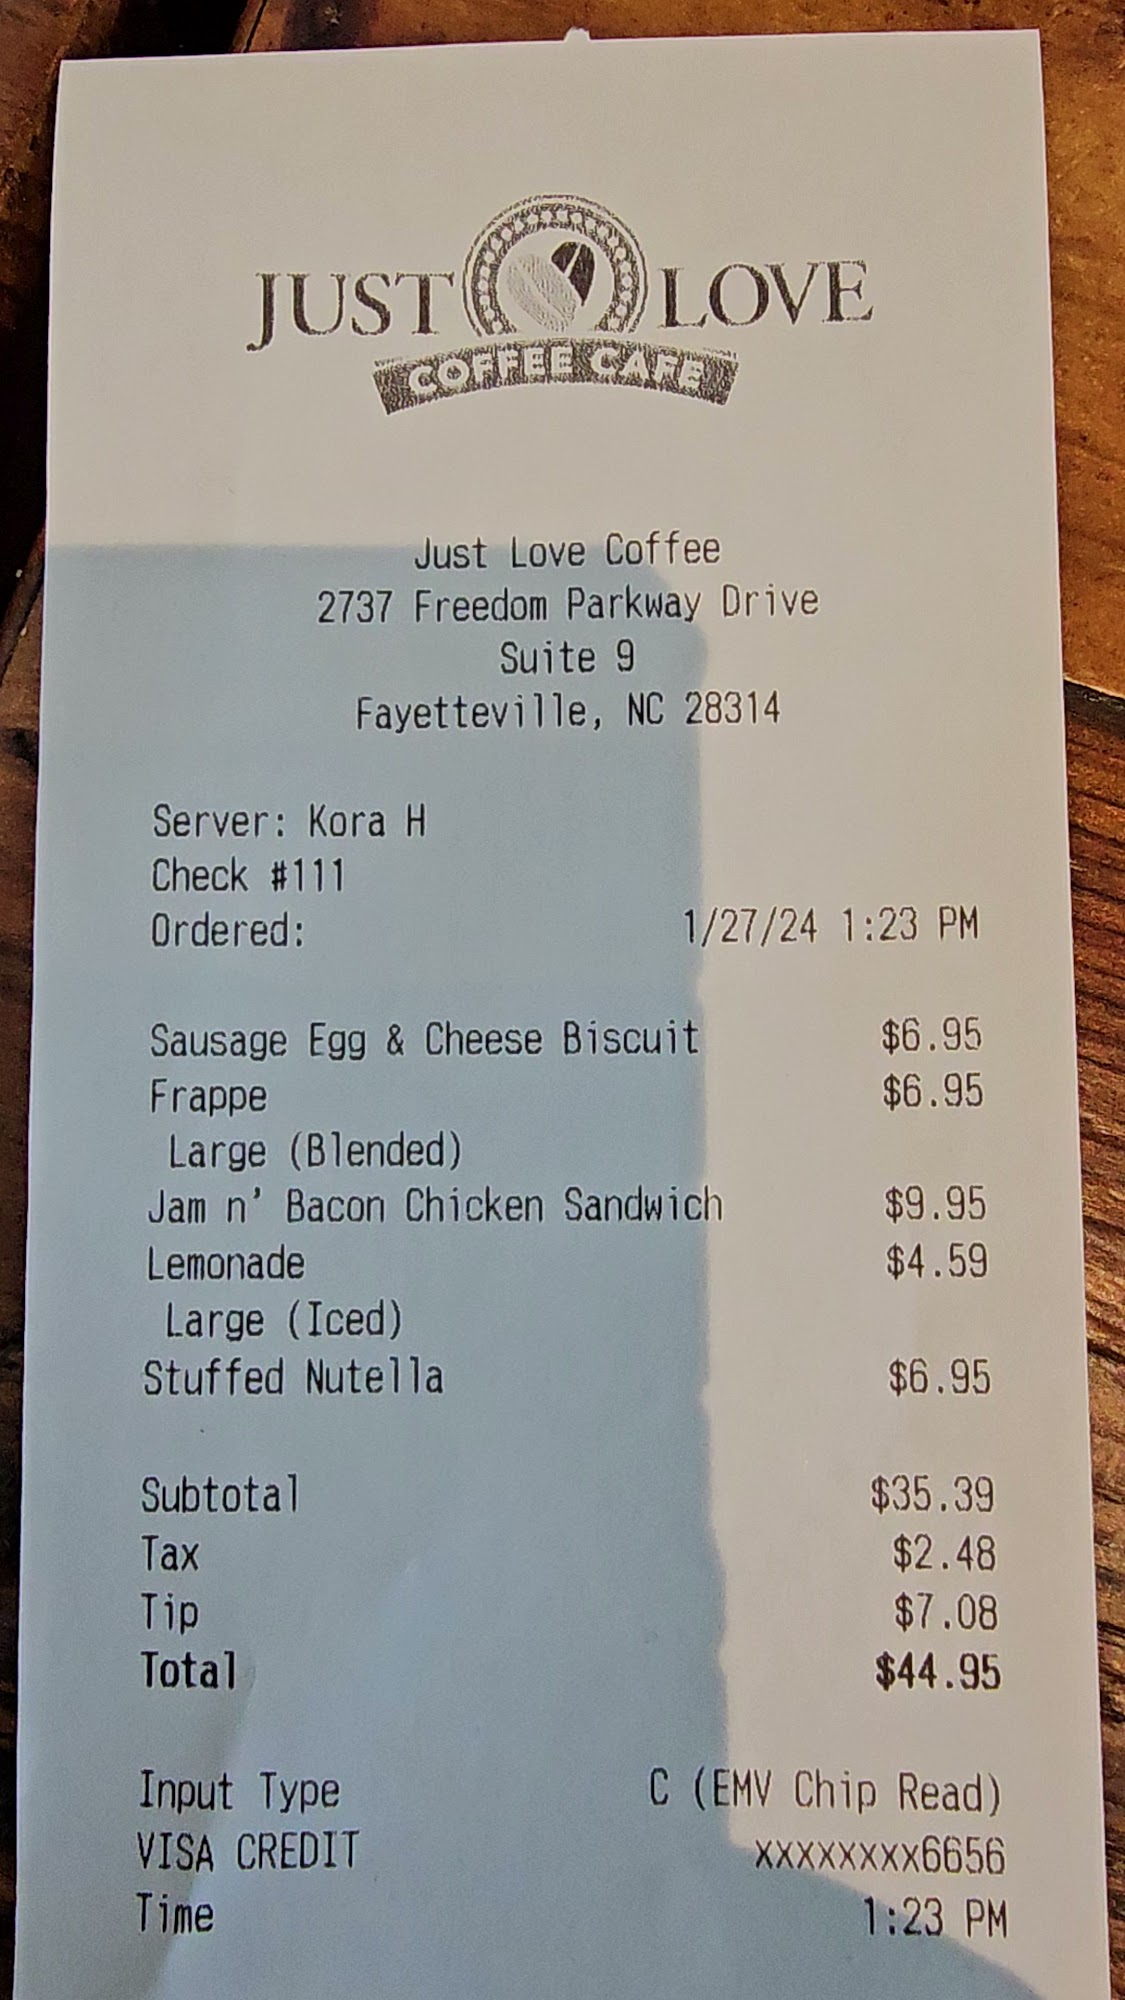 JUST LOVE
COFFEE CAFE
Just Love Coffee
2737 Freedom Parkway Drive
Suite 9
Fayetteville, NC 28314
Server: Kora H
Check #111
Ordered: 1/27/24 1:23 PM
Sausage Egg & Cheese Biscuit $6.95
Frappe $6.95
Large (Blended)
Jam n' Bacon Chicken Sandwich $9.95
Lemonade $4.59
Large (Iced)
Stuffed Nutella $6.95
Subtotal $35.39
Tax $2.48
Tip $7.08
Total $44.95
Input Type C (EMV Chip Read)
VISA CREDIT xxxxxxxx6656
Time 1:23 PM